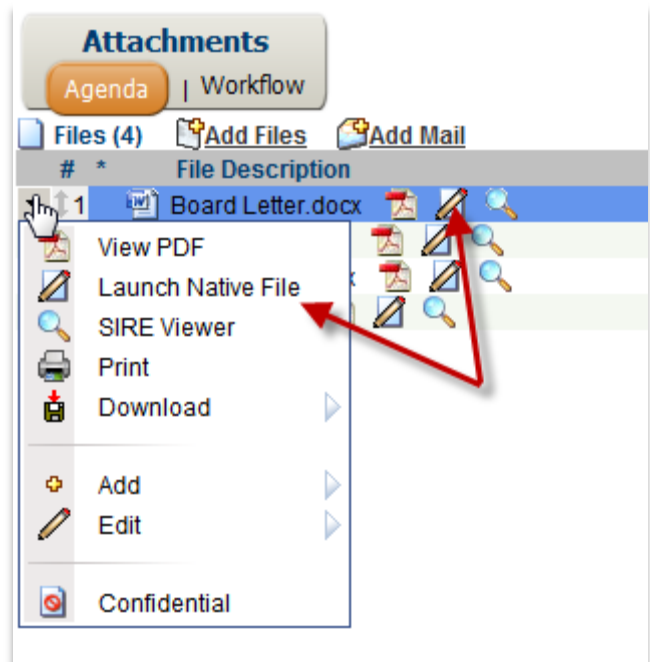 Attachments
Agenda | Workflow
Files (4) Add Files Add Mail
# * File Description
1 Board Letter.docx
View PDF
x
Launch Native File
SIRE Viewer
Print
Download
Add
Edit
Confidential